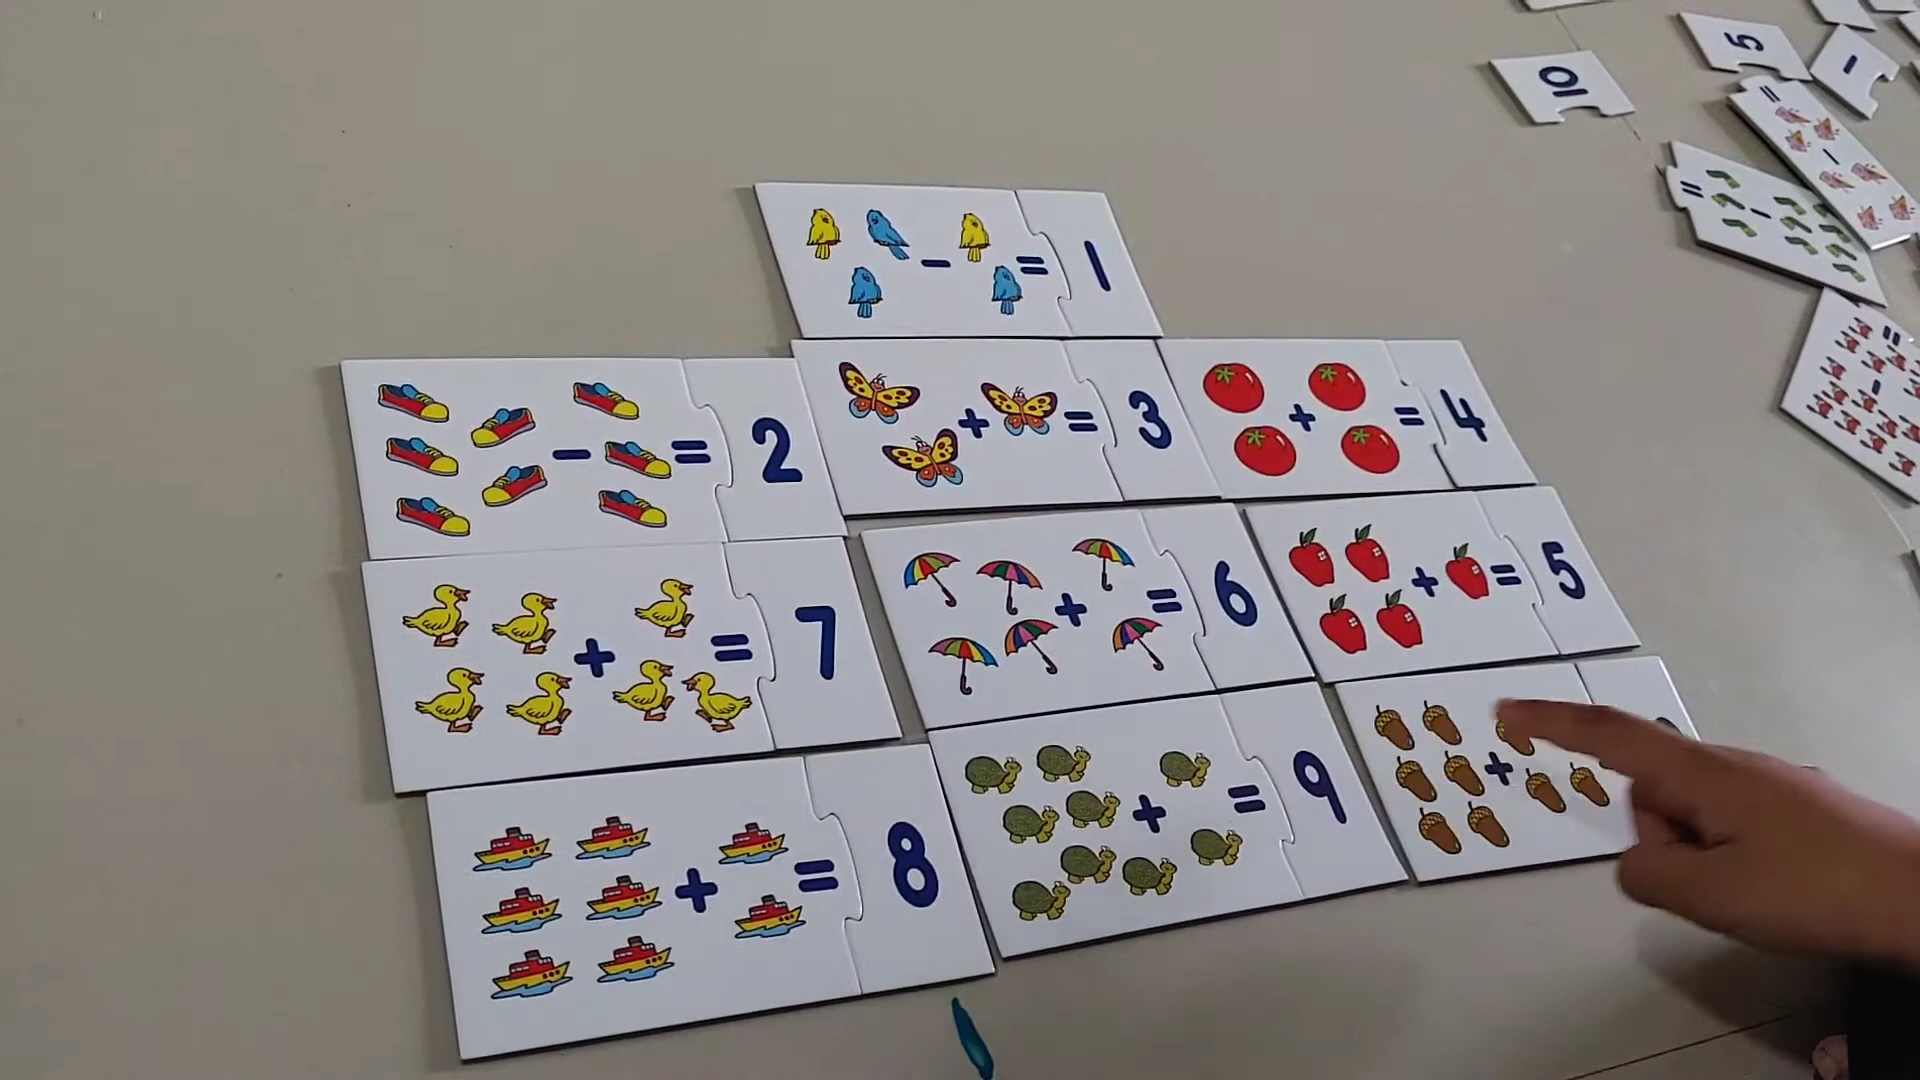 - = 1
- = 2
+ = 3
+ = 4
+ = 7
+ = 6
+ = 5
+ = 8
+ = 9
+
10
5
-
= -
= -
= -